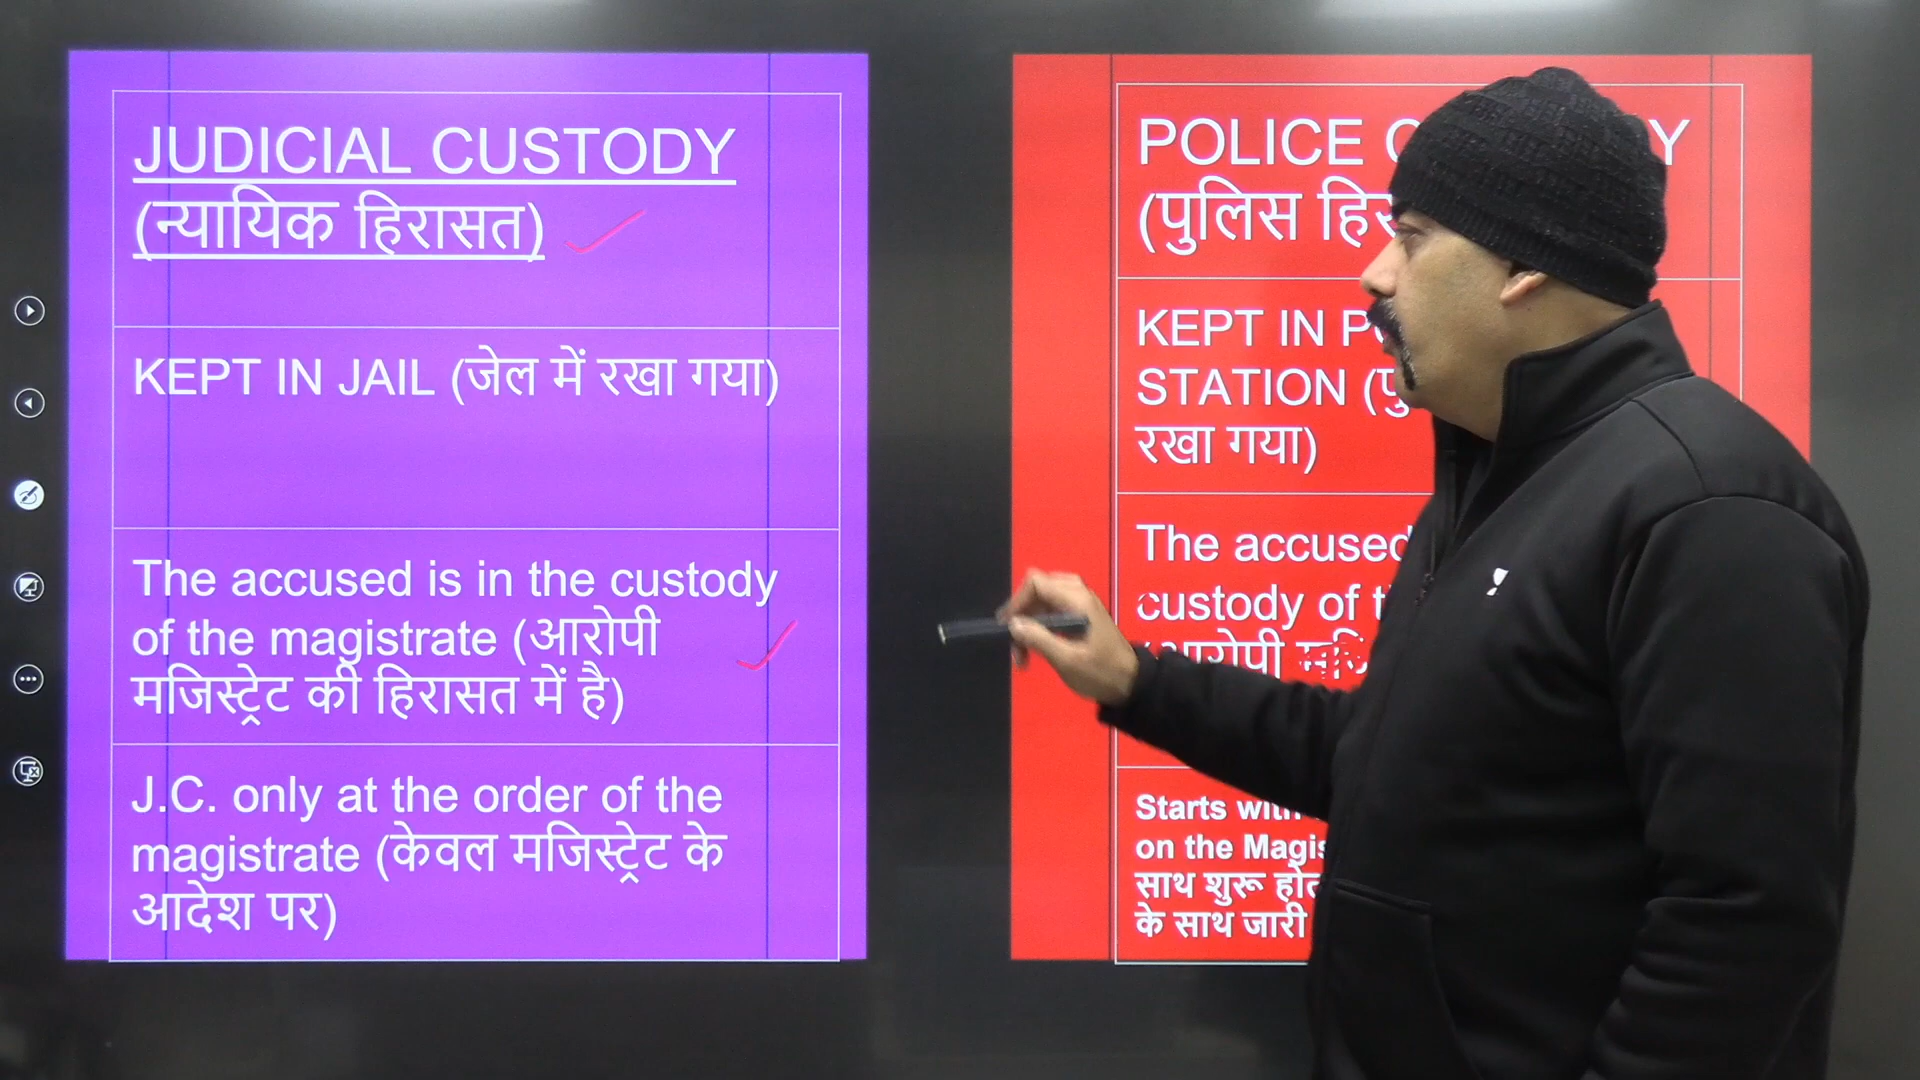 JUDICIAL CUSTODY
(न्यायिक हिरासत)
KEPT IN JAIL (जेल में रखा गया)
The accused is in the custody
of the magistrate (आरोपी
मजिस्ट्रेट की हिरासत में है)
J.C. only at the order of the
magistrate (केवल मजिस्ट्रेट के
आदेश पर)
POLICE
(पुलिस
KEPT IN
STATION
रखा गया)
The accused
custody of
(आरोपी
Starts with
on the
साथ शुरू
के साथ जारी